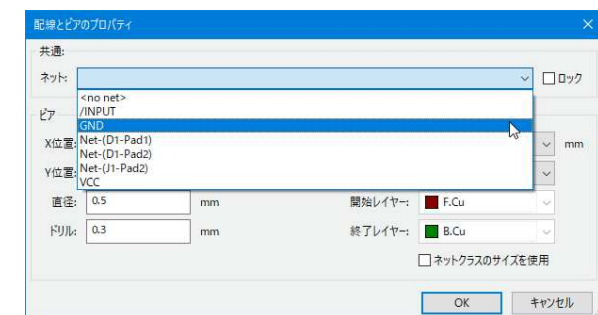 配線とビアのプロパティ
共通:
ネット:
ロック
<no net>
/INPUT
GND
Net-(D1-Pad1)
Net-(D1-Pad2)
Net-(J1-Pad2)
VCC
ビア
X位置: mm
Y位置:
直径: 0.5 mm 開始レイヤー: F.Cu
ドリル: 0.3 mm 終了レイヤー: B.Cu
ネットクラスのサイズを使用
OK キャンセル